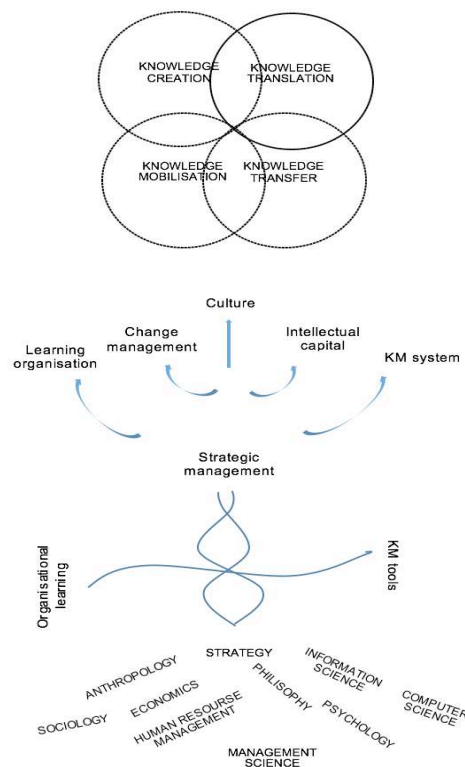 KNOWLEDGE
CREATION
KNOWLEDGE
TRANSLATION
KNOWLEDGE
MOBILISATION
KNOWLEDGE
TRANSFER
Culture
Change
management
Intellectual
capital
Learning
organisation
KM system
Strategic
management
Organisational
learning
KM tools
STRATEGY
ANTHROPOLOGY
INFORMATION
SCIENCE
PHILISOPHY
ECONOMICS
COMPUTER
SCIENCE
SOCIOLOGY
PSYCHOLOGY
HUMAN RESOURSE
MANAGEMENT
MANAGEMENT
SCIENCE